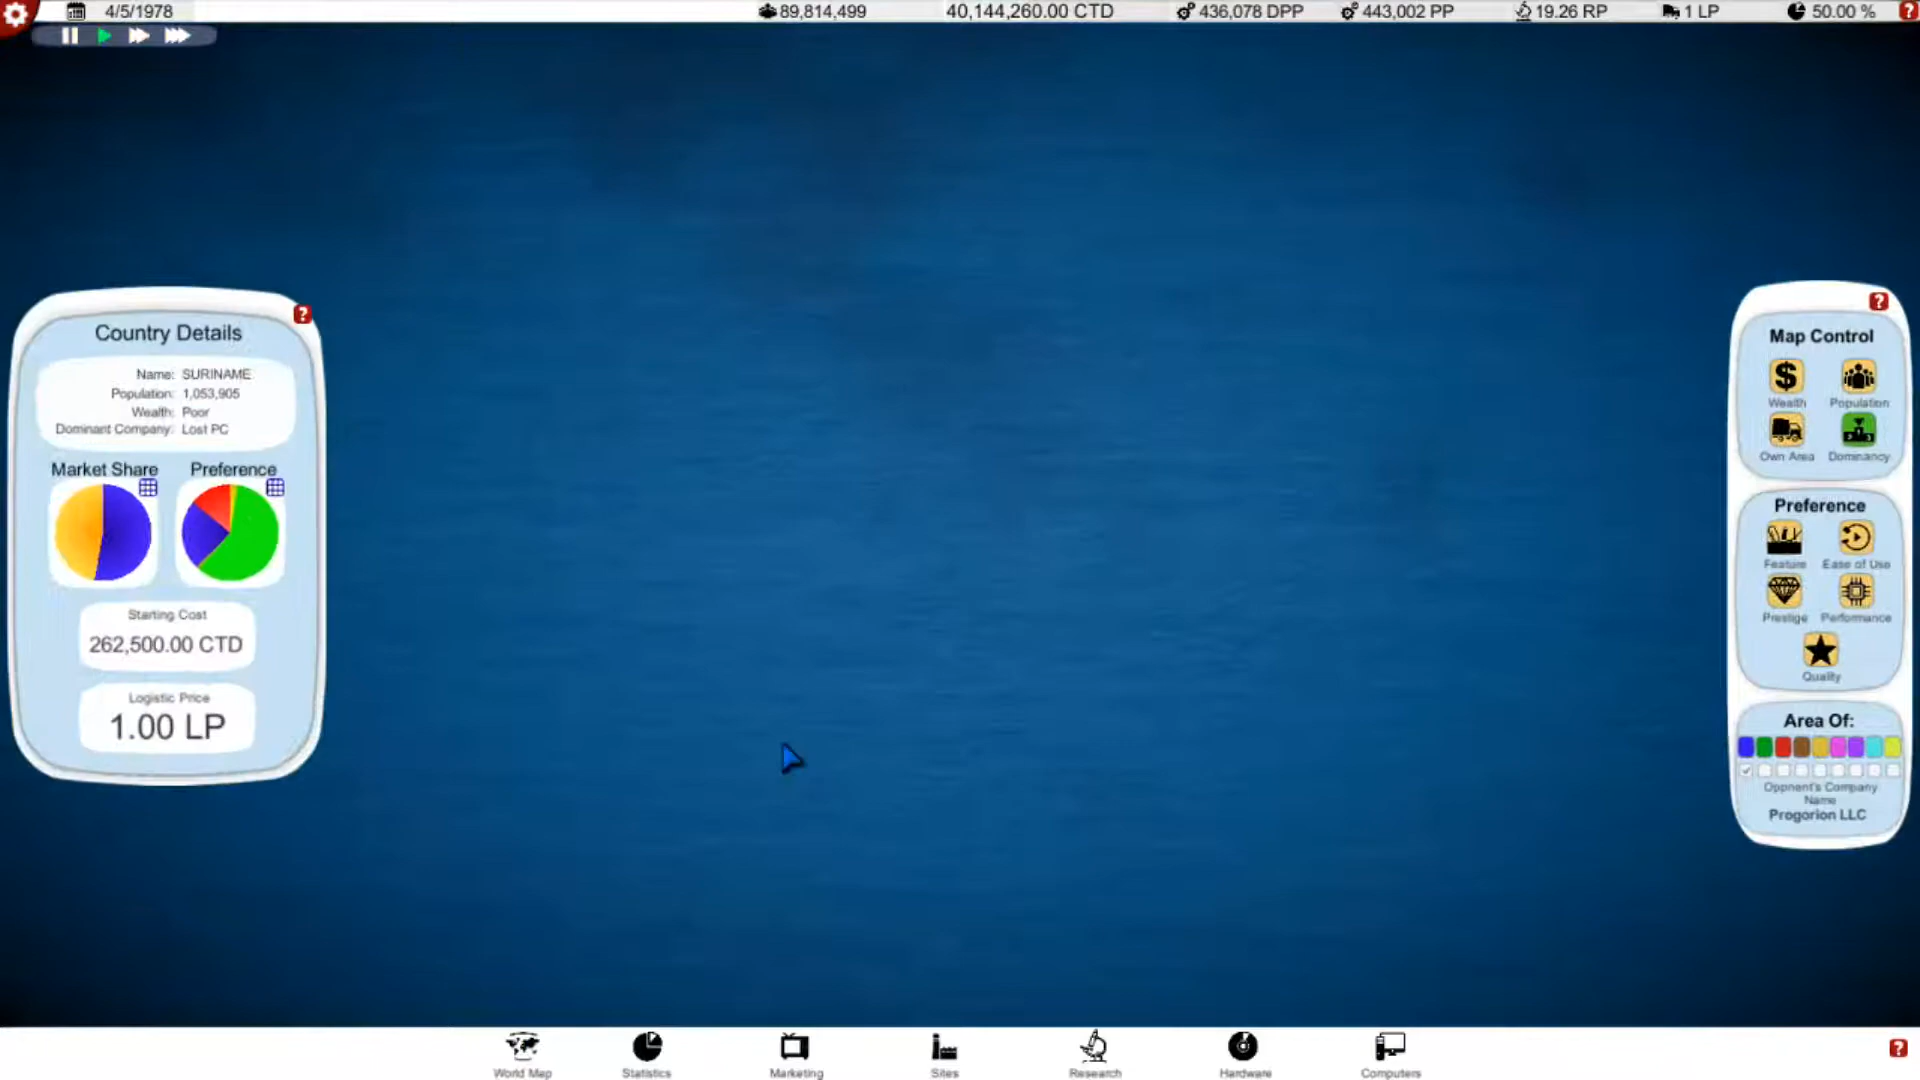 4/5/1978
89,814,499
40,144,260.00 CTD
436,078 DPP
443,002 PP
19.26 RP
1 LP
50.00 %
?
?
Country Details
Name: SURINAME
Population: 1,053,905
Wealth: Poor
Dominant Company: Lost PC
Market Share
Preference
Starting Cost
262,500.00 CTD
Logistic Price
1.00 LP
?
Map Control
$
Wealth
Population
Own Area
Dominancy
Preference
Feature
Ease of Use
Prestige
Performance
Quality
Area Of:
Oppnent's Company
Name
Progorion LLC
World Map
Statistics
Marketing
Sites
Research
Hardware
Computers
?